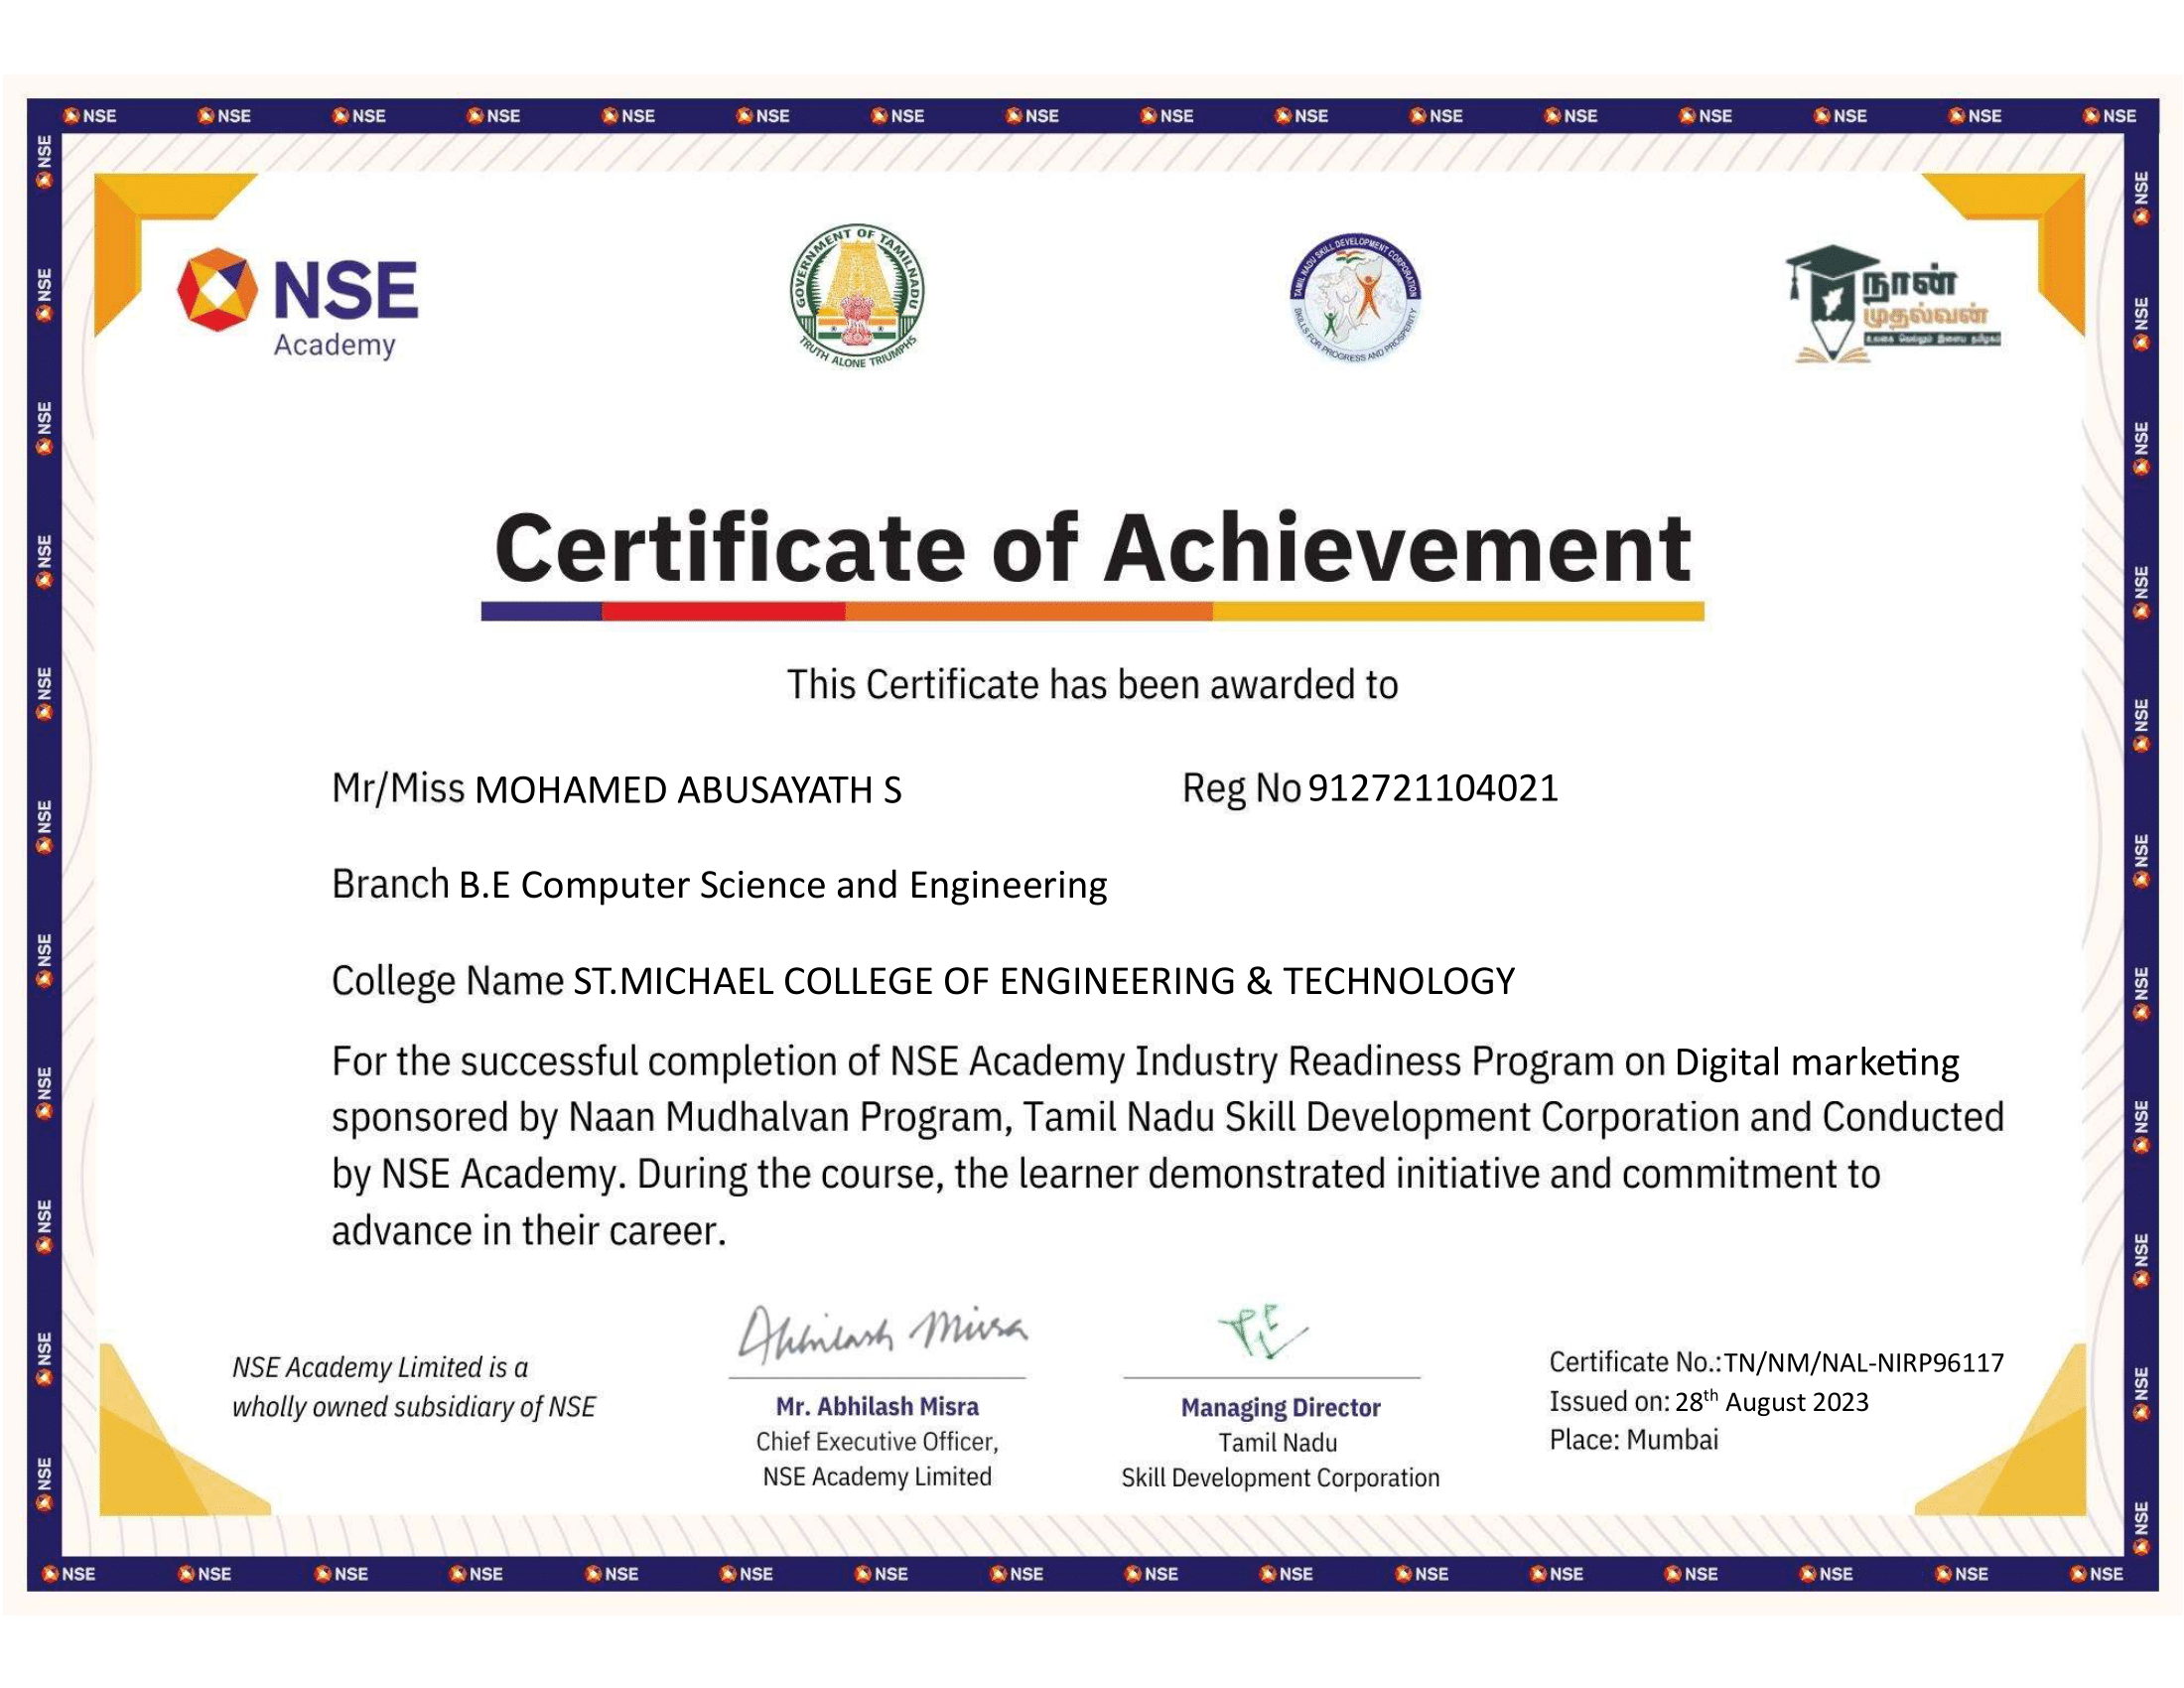 NSE NSE NSE NSE NSE NSE NSE NSE NSE NSE NSE NSE NSE NSE NSE NSE
NSE
Academy
GOVERNMENT OF TAMILNADU
TRUTH ALONE TRIUMPHS
TAMIL NADU SKILL DEVELOPMENT CORPORATION
SKILLS FOR PROGRESS AND PROSPERITY
நான்
முதல்வன்
உலகை வெல்லும் இளைய தமிழகம்
Certificate of Achievement
This Certificate has been awarded to
Mr/Miss MOHAMED ABUSAYATH S Reg No 912721104021
Branch B.E Computer Science and Engineering
College Name ST.MICHAEL COLLEGE OF ENGINEERING & TECHNOLOGY
For the successful completion of NSE Academy Industry Readiness Program on Digital marketing
sponsored by Naan Mudhalvan Program, Tamil Nadu Skill Development Corporation and Conducted
by NSE Academy. During the course, the learner demonstrated initiative and commitment to
advance in their career.
NSE Academy Limited is a
wholly owned subsidiary of NSE
Abhilash Misra
Mr. Abhilash Misra
Chief Executive Officer,
NSE Academy Limited
Managing Director
Tamil Nadu
Skill Development Corporation
Certificate No.:TN/NM/NAL-NIRP96117
Issued on: 28th August 2023
Place: Mumbai
NSE NSE NSE NSE NSE NSE NSE NSE NSE NSE NSE NSE NSE NSE NSE NSE